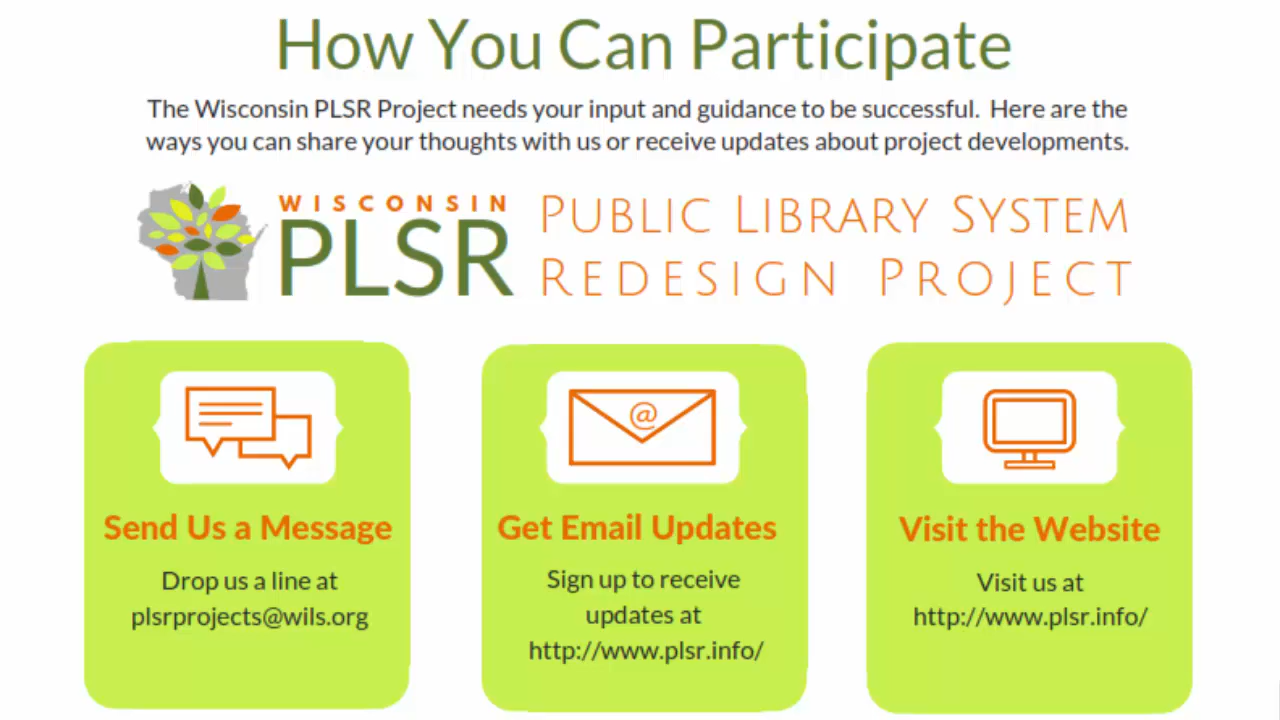 How You Can Participate
The Wisconsin PLSR Project needs your input and guidance to be successful.  Here are the
ways you can share your thoughts with us or receive updates about project developments.
WISCONSIN
PLSR
PUBLIC LIBRARY SYSTEM
REDESIGN PROJECT
@
Send Us a Message
Drop us a line at
plsrprojects@wils.org
Get Email Updates
Sign up to receive
updates at
http://www.plsr.info/
Visit the Website
Visit us at
http://www.plsr.info/